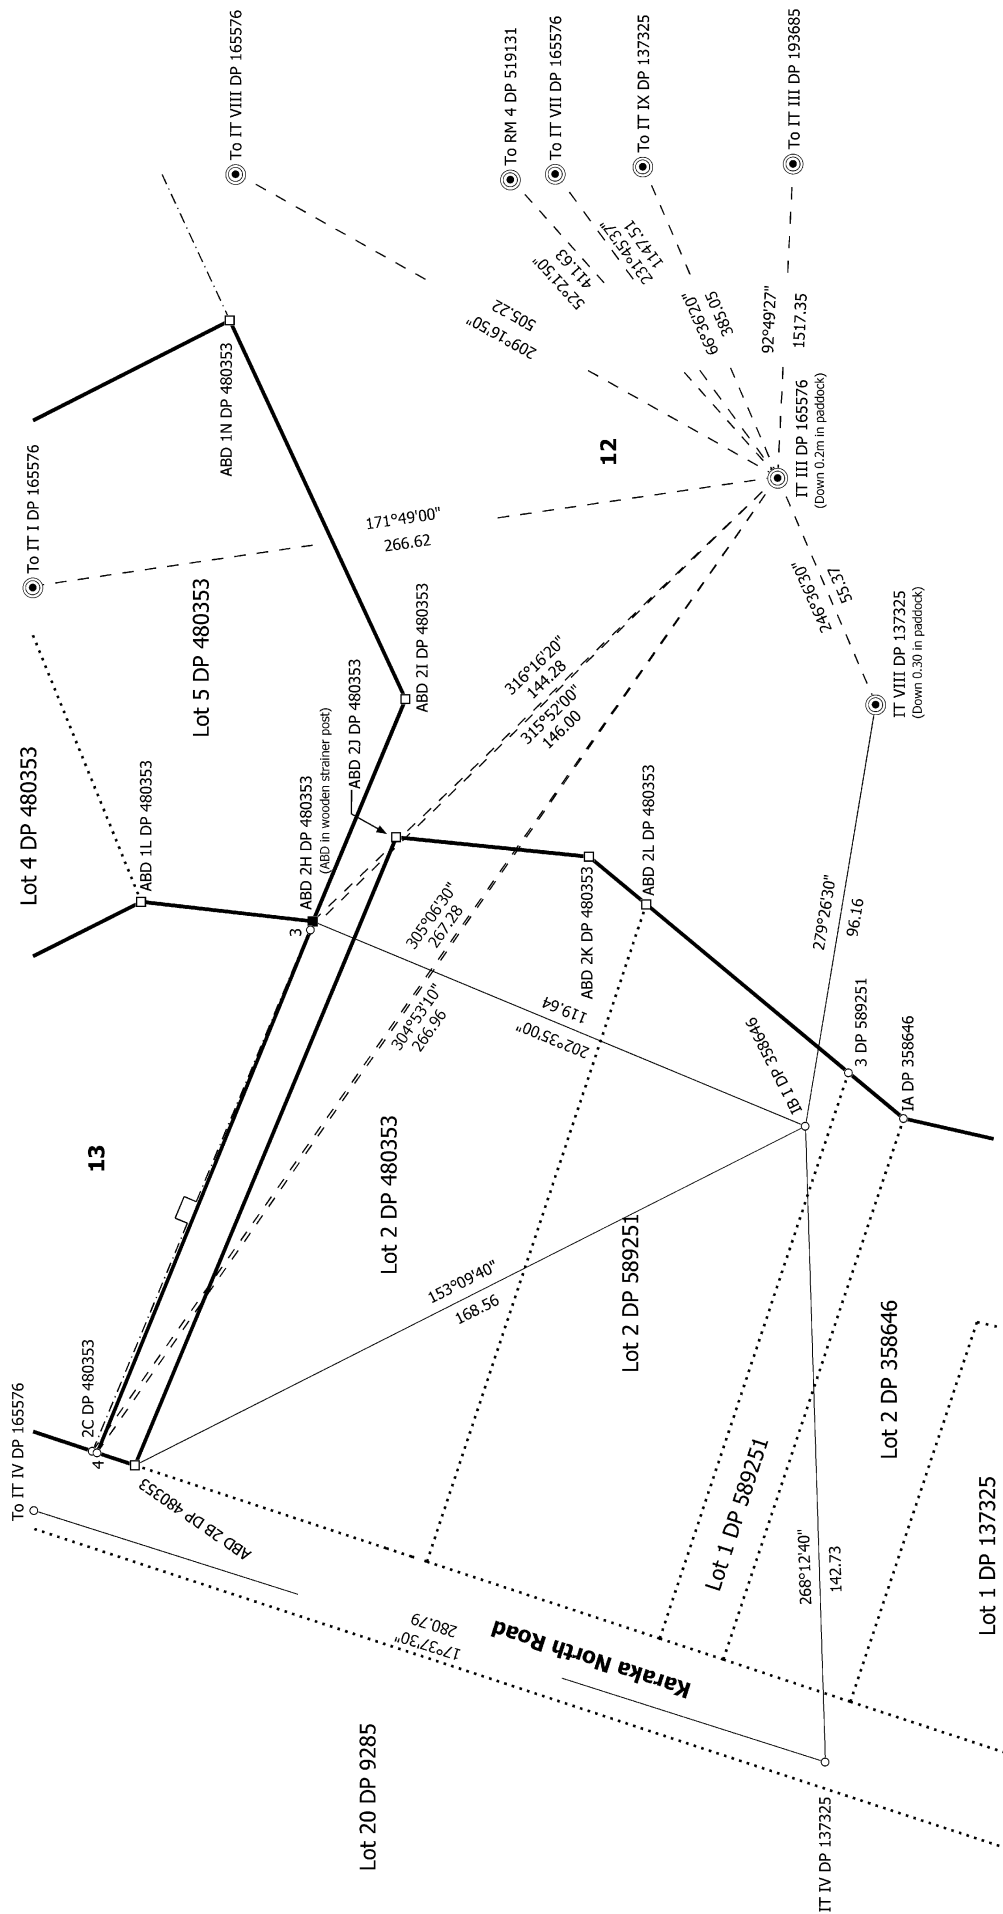 To IT VIII DP 165576
To RM 4 DP 519131
To IT VII DP 165576
To IT IX DP 137325
To IT III DP 193685
209°16'50"
505.22
52°21'50"
411.63
231°45'37"
1147.51
66°36'20"
385.05
92°49'27"
1517.35
ABD 1N DP 480353
To IT I DP 165576
12
IT III DP 165576
(Down 0.2m in paddock)
171°49'00"
266.62
Lot 5 DP 480353
246°36'30"
55.37
IT VIII DP 137325
(Down 0.30 in paddock)
ABD 2I DP 480353
ABD 2J DP 480353
316°16'20"
144.28
315°52'00"
146.00
Lot 4 DP 480353
ABD 1L DP 480353
ABD 2H DP 480353
(ABD in wooden strainer post)
3
ABD 2L DP 480353
ABD 2K DP 480353
305°06'30"
267.28
304°53'10"
266.96
202°35'00"
119.64
279°26'30"
96.16
IB I DP 358646
3 DP 589251
IA DP 358646
13
Lot 2 DP 480353
153°09'40"
168.56
Lot 2 DP 589251
Lot 2 DP 358646
2C DP 480353
4
To IT IV DP 165576
ABD 2B DP 480353
Lot 1 DP 589251
268°12'40"
142.73
Lot 1 DP 137325
17°37'30"
280.79
Karaka North Road
Lot 20 DP 9285
IT IV DP 137325